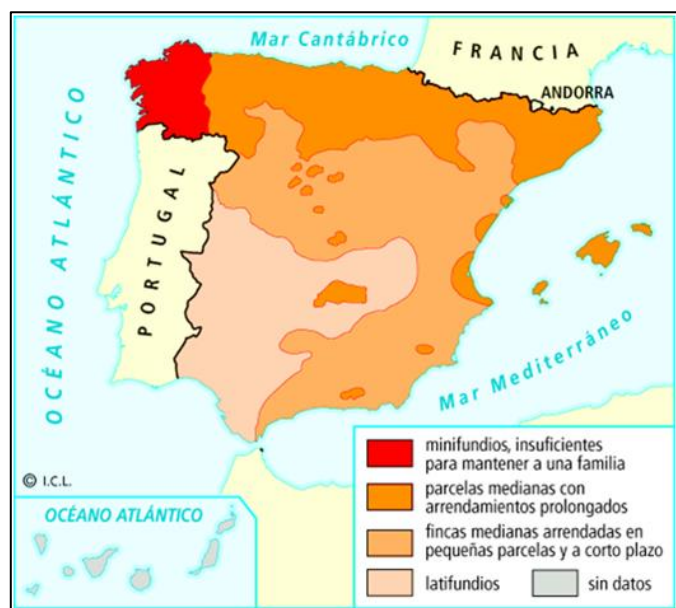 Mar Cantábrico
FRANCIA
ANDORRA
OCÉANO ATLÁNTICO
PORTUGAL
Mar Mediterráneo
© I.C.L.
OCÉANO ATLÁNTICO
minifundios, insuficientes
para mantener a una familia
parcelas medianas con
arrendamientos prolongados
fincas medianas arrendadas en
pequeñas parcelas y a corto plazo
latifundios
sin datos